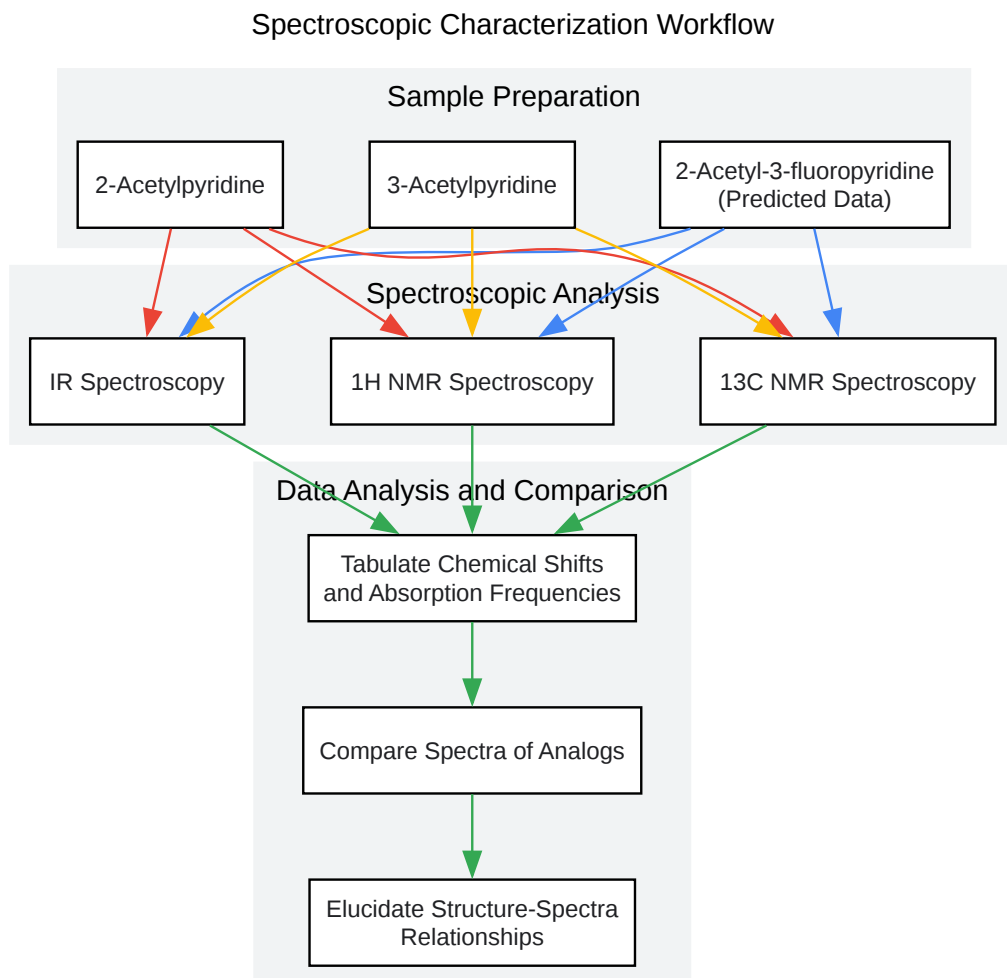 Spectroscopic Characterization Workflow
Sample Preparation
2-Acetylpyridine
3-Acetylpyridine
2-Acetyl-3-fluoropyridine
(Predicted Data)
Spectroscopic Analysis
IR Spectroscopy
1H NMR Spectroscopy
13C NMR Spectroscopy
Data Analysis and Comparison
Tabulate Chemical Shifts
and Absorption Frequencies
Compare Spectra of Analogs
Elucidate Structure-Spectra
Relationships